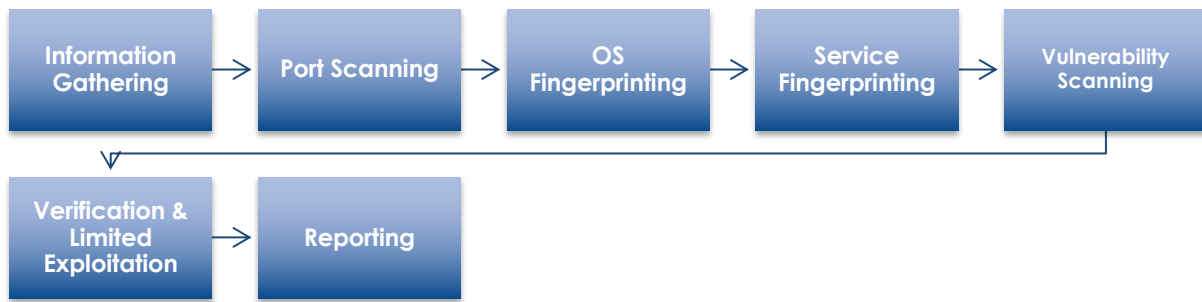 Information
Gathering
Port Scanning
OS
Fingerprinting
Service
Fingerprinting
Vulnerability
Scanning
Verification &
Limited
Exploitation
Reporting